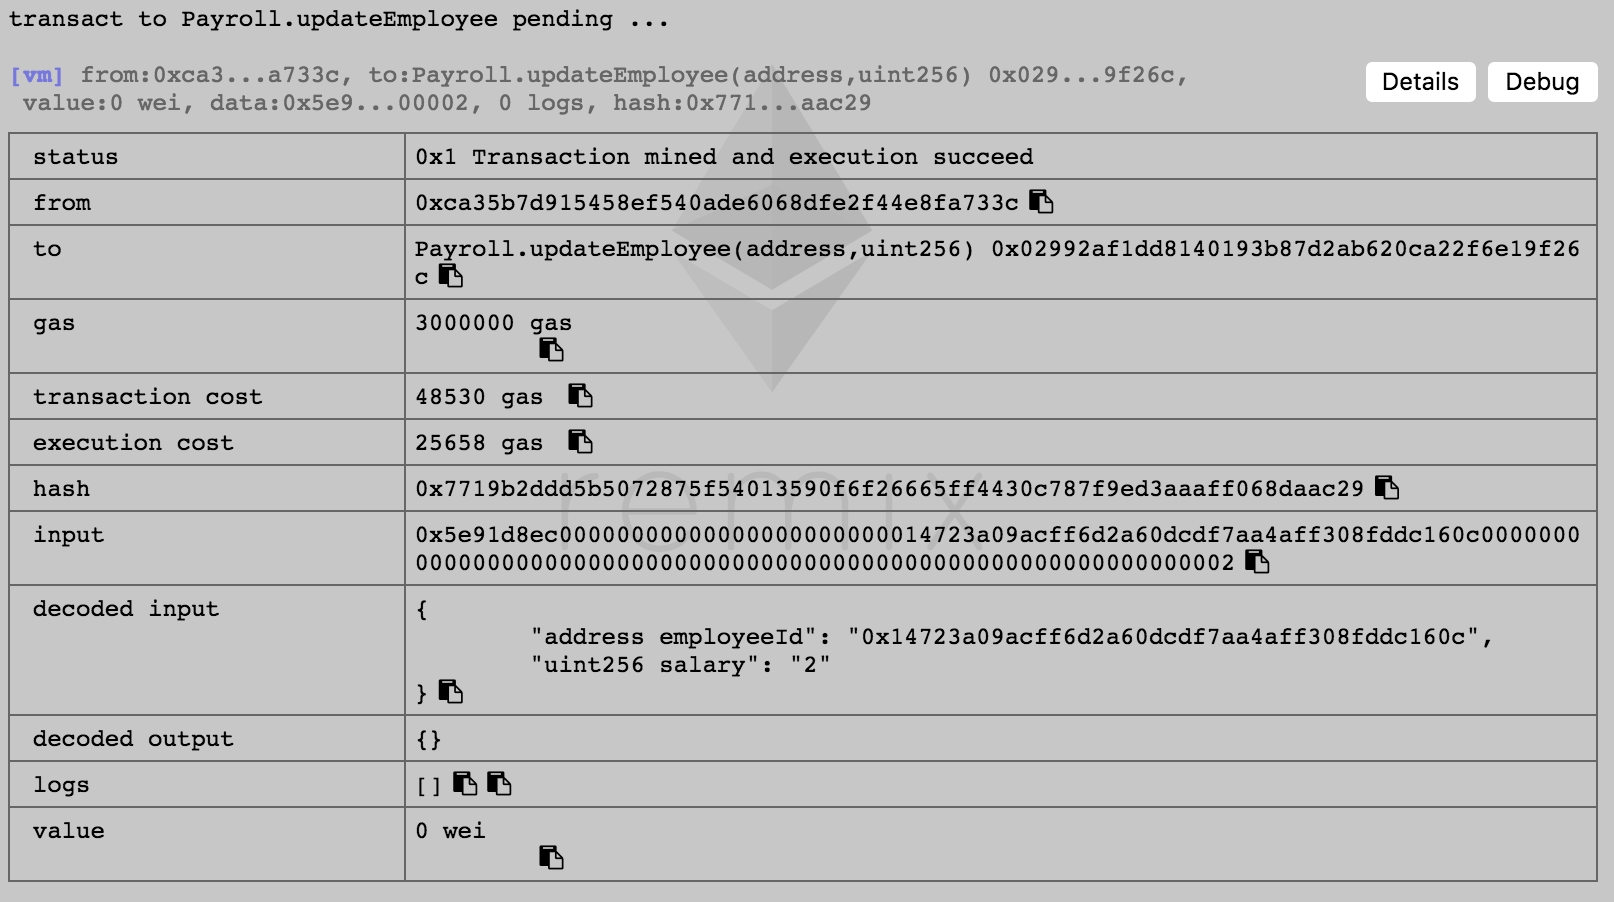 transact to Payroll.updateEmployee pending ...
[vm] from:0xca3...a733c, to:Payroll.updateEmployee(address,uint256) 0x029...9f26c,
value:0 wei, data:0x5e9...00002, 0 logs, hash:0x771...aac29
Details Debug
status 0x1 Transaction mined and execution succeed
from 0xca35b7d915458ef540ade6068dfe2f44e8fa733c
to Payroll.updateEmployee(address,uint256) 0x02992af1dd8140193b87d2ab620ca22f6e19f26
c
gas 3000000 gas
transaction cost 48530 gas
execution cost 25658 gas
remix
hash 0x7719b2ddd5b5072875f54013590f6f26665ff4430c787f9ed3aaaff068daac29
input 0x5e91d8ec00000000000000000000000014723a09acff6d2a60dcdf7aa4aff308fddc160c0000000
000000000000000000000000000000000000000000000000000000002
decoded input {
"address employeeId": "0x14723a09acff6d2a60dcdf7aa4aff308fddc160c",
"uint256 salary": "2"
}
decoded output {}
logs []
value 0 wei